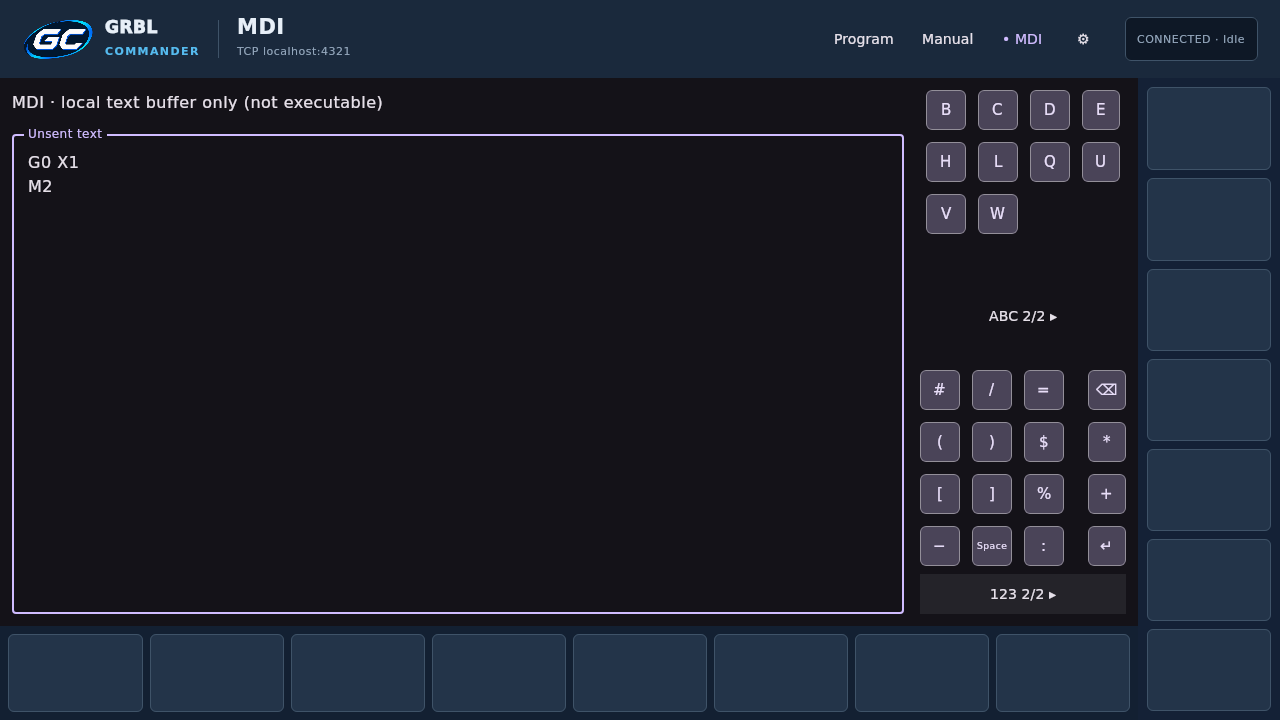 GC
GRBL
COMMANDER
MDI
TCP localhost:4321
Program
Manual
• MDI
⚙
CONNECTED · Idle
MDI · local text buffer only (not executable)
Unsent text
G0 X1
M2
B C D E
H L Q U
V W
ABC 2/2 ▸
# / = ⌫
( ) $ *
[ ] % +
− Space : ↵
123 2/2 ▸